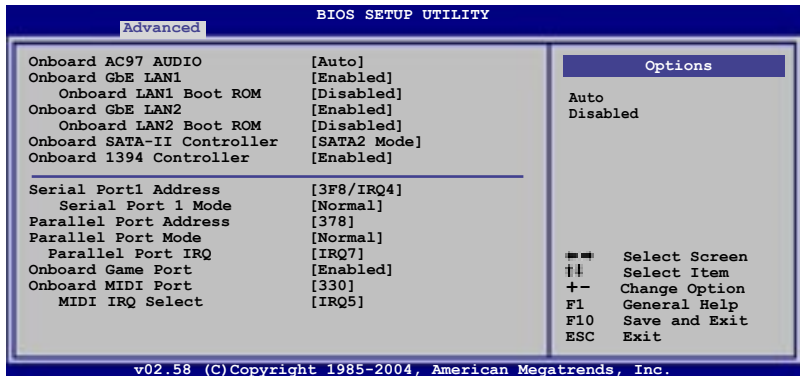 BIOS SETUP UTILITY
Advanced
Onboard AC97 AUDIO [Auto]
Onboard GbE LAN1 [Enabled]
Onboard LAN1 Boot ROM [Disabled]
Onboard GbE LAN2 [Enabled]
Onboard LAN2 Boot ROM [Disabled]
Onboard SATA-II Controller [SATA2 Mode]
Onboard 1394 Controller [Enabled]
Serial Port1 Address [3F8/IRQ4]
Serial Port 1 Mode [Normal]
Parallel Port Address [378]
Parallel Port Mode [Normal]
Parallel Port IRQ [IRQ7]
Onboard Game Port [Enabled]
Onboard MIDI Port [330]
MIDI IRQ Select [IRQ5]
Options
Auto
Disabled
←→ Select Screen
↑↓ Select Item
+- Change Option
F1 General Help
F10 Save and Exit
ESC Exit
v02.58 (C)Copyright 1985-2004, American Megatrends, Inc.